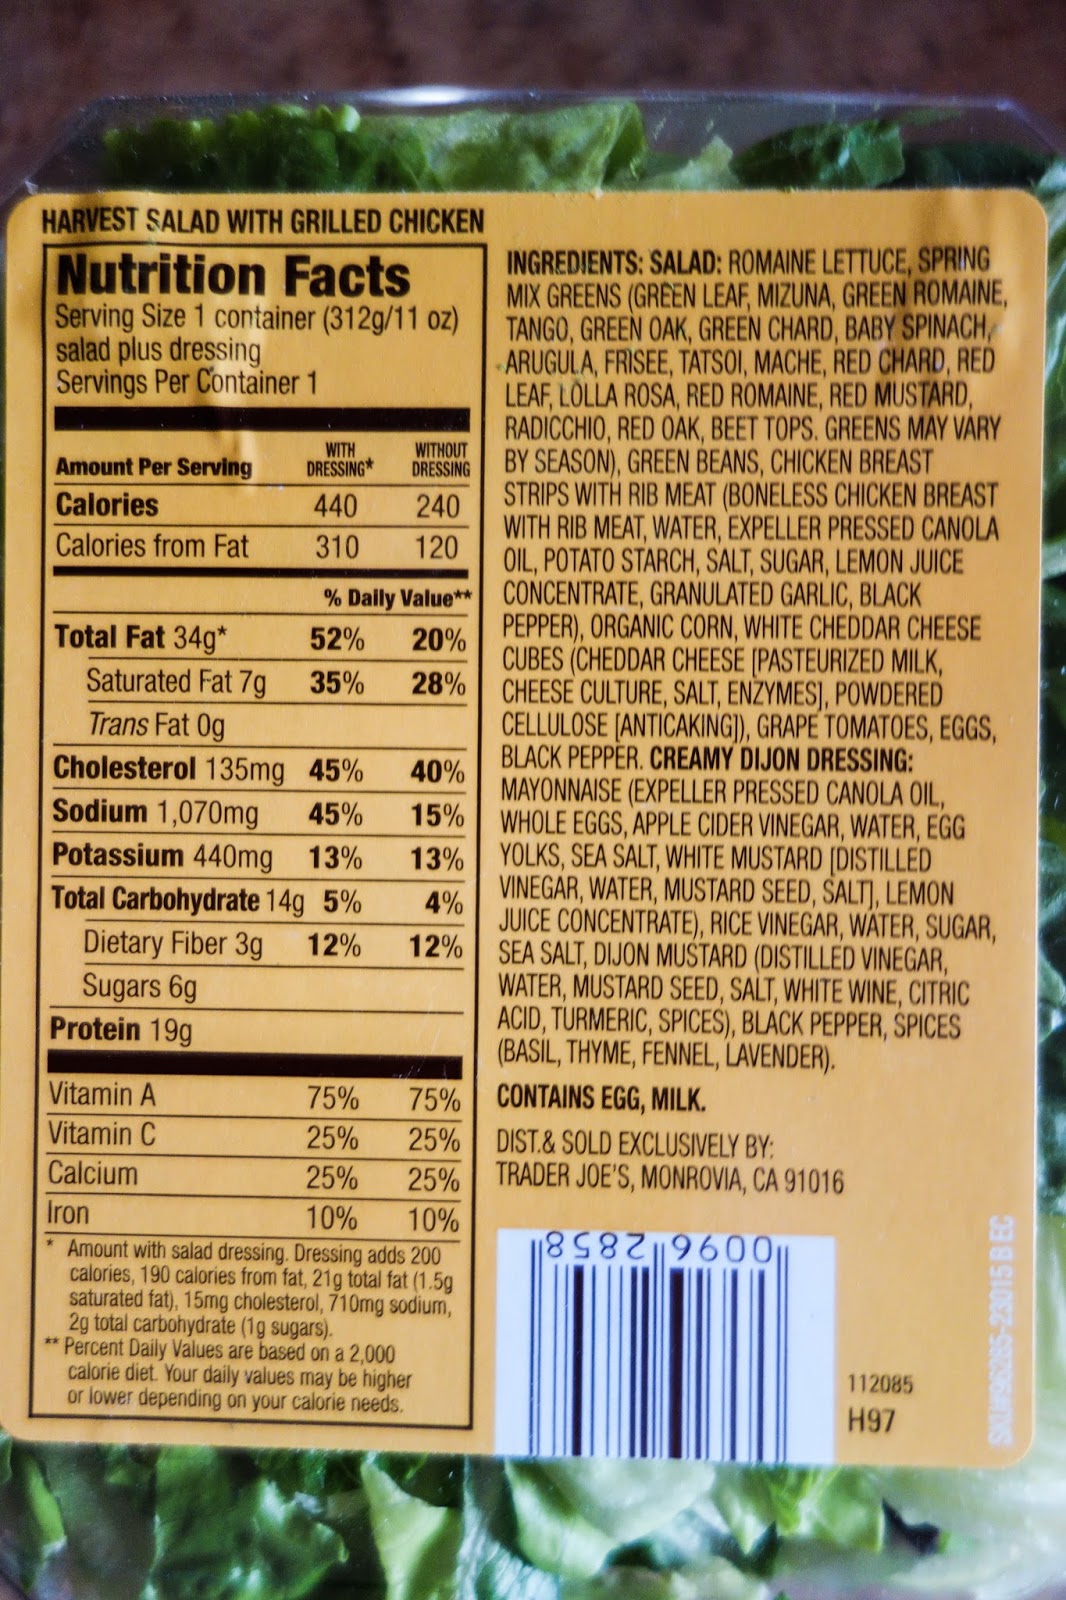 HARVEST SALAD WITH GRILLED CHICKEN
Nutrition Facts
Serving Size 1 container (312g/11 oz)
salad plus dressing
Servings Per Container 1
Amount Per Serving WITH DRESSING* WITHOUT DRESSING
Calories 440 240
Calories from Fat 310 120
% Daily Value**
Total Fat 34g* 52% 20%
Saturated Fat 7g 35% 28%
Trans Fat 0g
Cholesterol 135mg 45% 40%
Sodium 1,070mg 45% 15%
Potassium 440mg 13% 13%
Total Carbohydrate 14g 5% 4%
Dietary Fiber 3g 12% 12%
Sugars 6g
Protein 19g
Vitamin A 75% 75%
Vitamin C 25% 25%
Calcium 25% 25%
Iron 10% 10%
* Amount with salad dressing. Dressing adds 200
calories, 190 calories from fat, 21g total fat (1.5g
saturated fat), 15mg cholesterol, 710mg sodium,
2g total carbohydrate (1g sugars).
** Percent Daily Values are based on a 2,000
calorie diet. Your daily values may be higher
or lower depending on your calorie needs.
INGREDIENTS: SALAD: ROMAINE LETTUCE, SPRING
MIX GREENS (GREEN LEAF, MIZUNA, GREEN ROMAINE,
TANGO, GREEN OAK, GREEN CHARD, BABY SPINACH,
ARUGULA, FRISEE, TATSOI, MACHE, RED CHARD, RED
LEAF, LOLLA ROSA, RED ROMAINE, RED MUSTARD,
RADICCHIO, RED OAK, BEET TOPS. GREENS MAY VARY
BY SEASON), GREEN BEANS, CHICKEN BREAST
STRIPS WITH RIB MEAT (BONELESS CHICKEN BREAST
WITH RIB MEAT, WATER, EXPELLER PRESSED CANOLA
OIL, POTATO STARCH, SALT, SUGAR, LEMON JUICE
CONCENTRATE, GRANULATED GARLIC, BLACK
PEPPER), ORGANIC CORN, WHITE CHEDDAR CHEESE
CUBES (CHEDDAR CHEESE [PASTEURIZED MILK,
CHEESE CULTURE, SALT, ENZYMES], POWDERED
CELLULOSE [ANTICAKING]), GRAPE TOMATOES, EGGS,
BLACK PEPPER. CREAMY DIJON DRESSING:
MAYONNAISE (EXPELLER PRESSED CANOLA OIL,
WHOLE EGGS, APPLE CIDER VINEGAR, WATER, EGG
YOLKS, SEA SALT, WHITE MUSTARD [DISTILLED
VINEGAR, WATER, MUSTARD SEED, SALT], LEMON
JUICE CONCENTRATE), RICE VINEGAR, WATER, SUGAR,
SEA SALT, DIJON MUSTARD (DISTILLED VINEGAR,
WATER, MUSTARD SEED, SALT, WHITE WINE, CITRIC
ACID, TURMERIC, SPICES), BLACK PEPPER, SPICES
(BASIL, THYME, FENNEL, LAVENDER).
CONTAINS EGG, MILK.
DIST.& SOLD EXCLUSIVELY BY:
TRADER JOE'S, MONROVIA, CA 91016
0096 2858
112085
H97
SKU#96285-23015 B EC